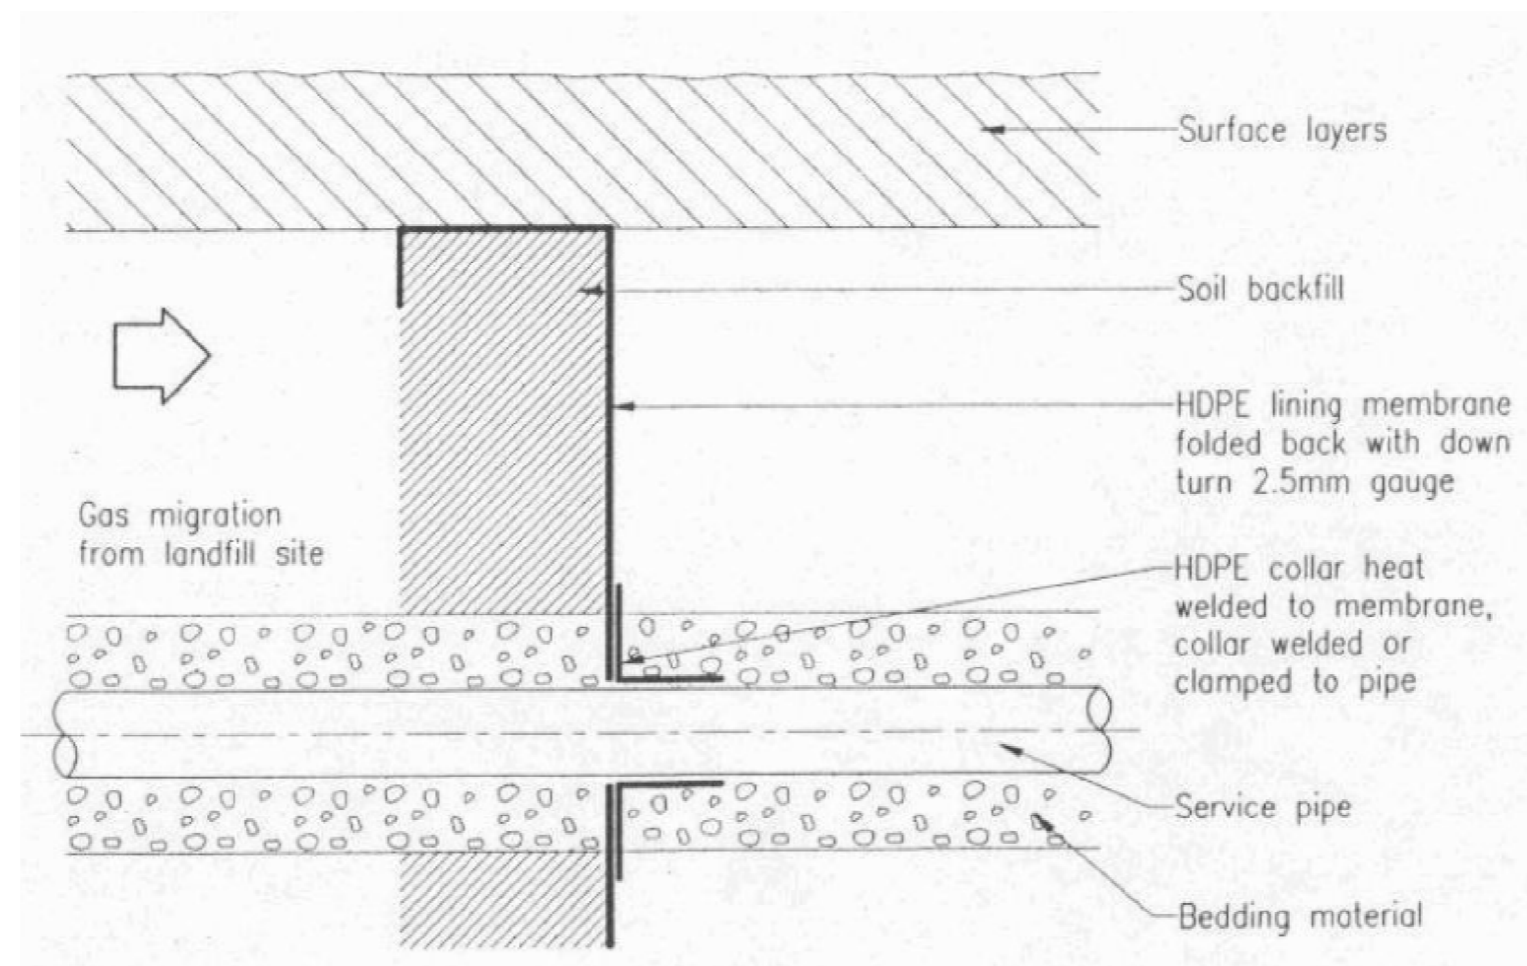 Surface layers
Soil backfill
HDPE lining membrane
folded back with down
turn 2.5mm gauge
Gas migration
from landfill site
HDPE collar heat
welded to membrane,
collar welded or
clamped to pipe
Service pipe
Bedding material